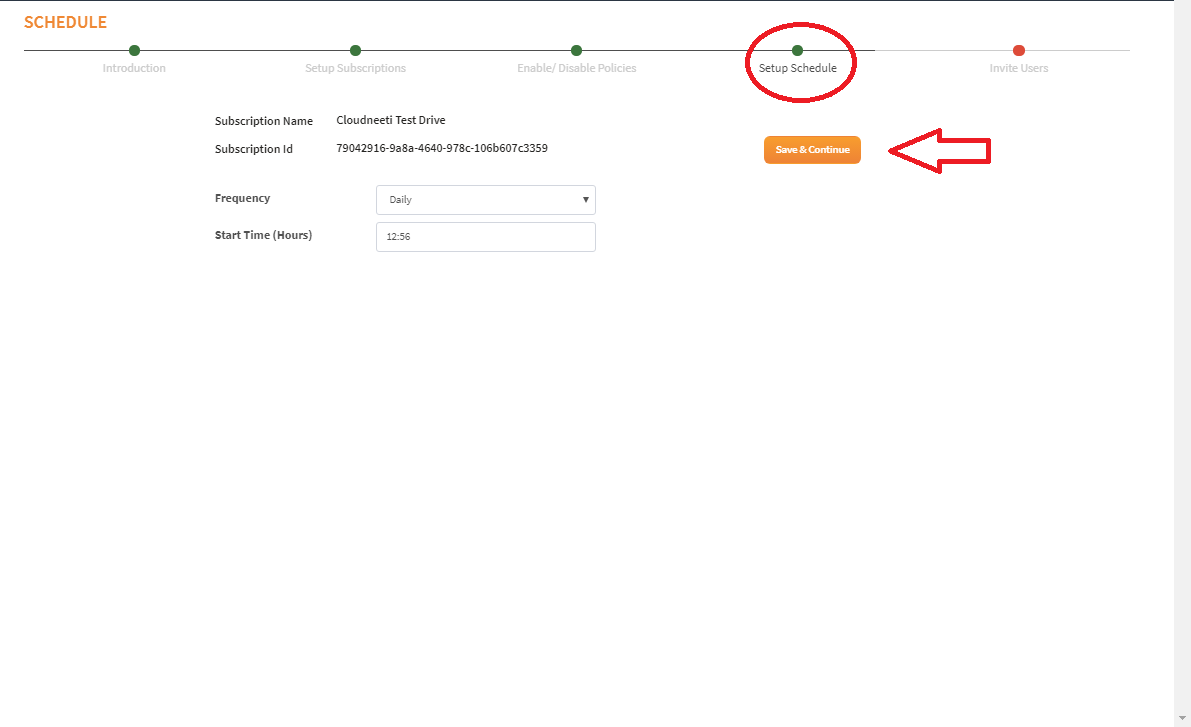 SCHEDULE
Introduction Setup Subscriptions Enable/ Disable Policies Setup Schedule Invite Users
Subscription Name Cloudneeti Test Drive
Subscription Id 79042916-9a8a-4640-978c-106b607c3359
Save & Continue
Frequency Daily
Start Time (Hours) 12:56